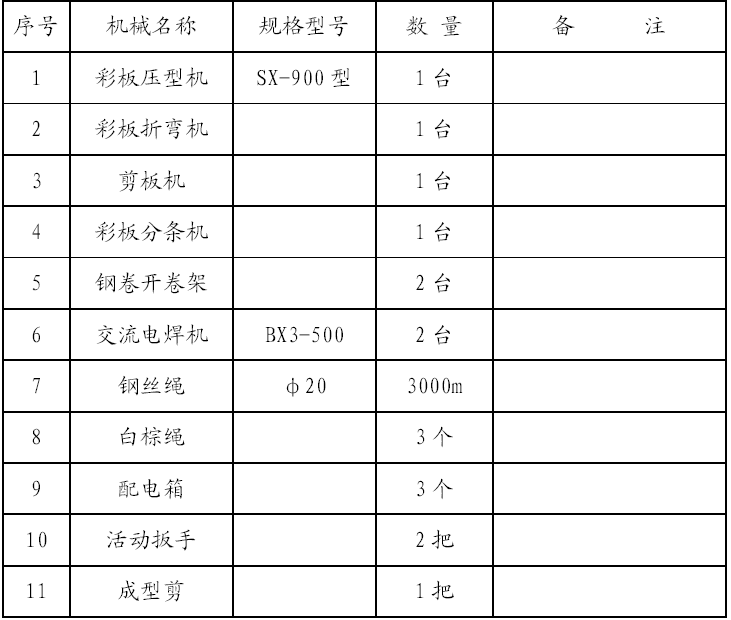 序号 机械名称 规格型号 数 量 备 注
1 彩板压型机 SX-900型 1台
2 彩板折弯机 1台
3 剪板机 1台
4 彩板分条机 1台
5 钢卷开卷架 2台
6 交流电焊机 BX3-500 2台
7 钢丝绳 φ20 3000m
8 白棕绳 3个
9 配电箱 3个
10 活动扳手 2把
11 成型剪 1把